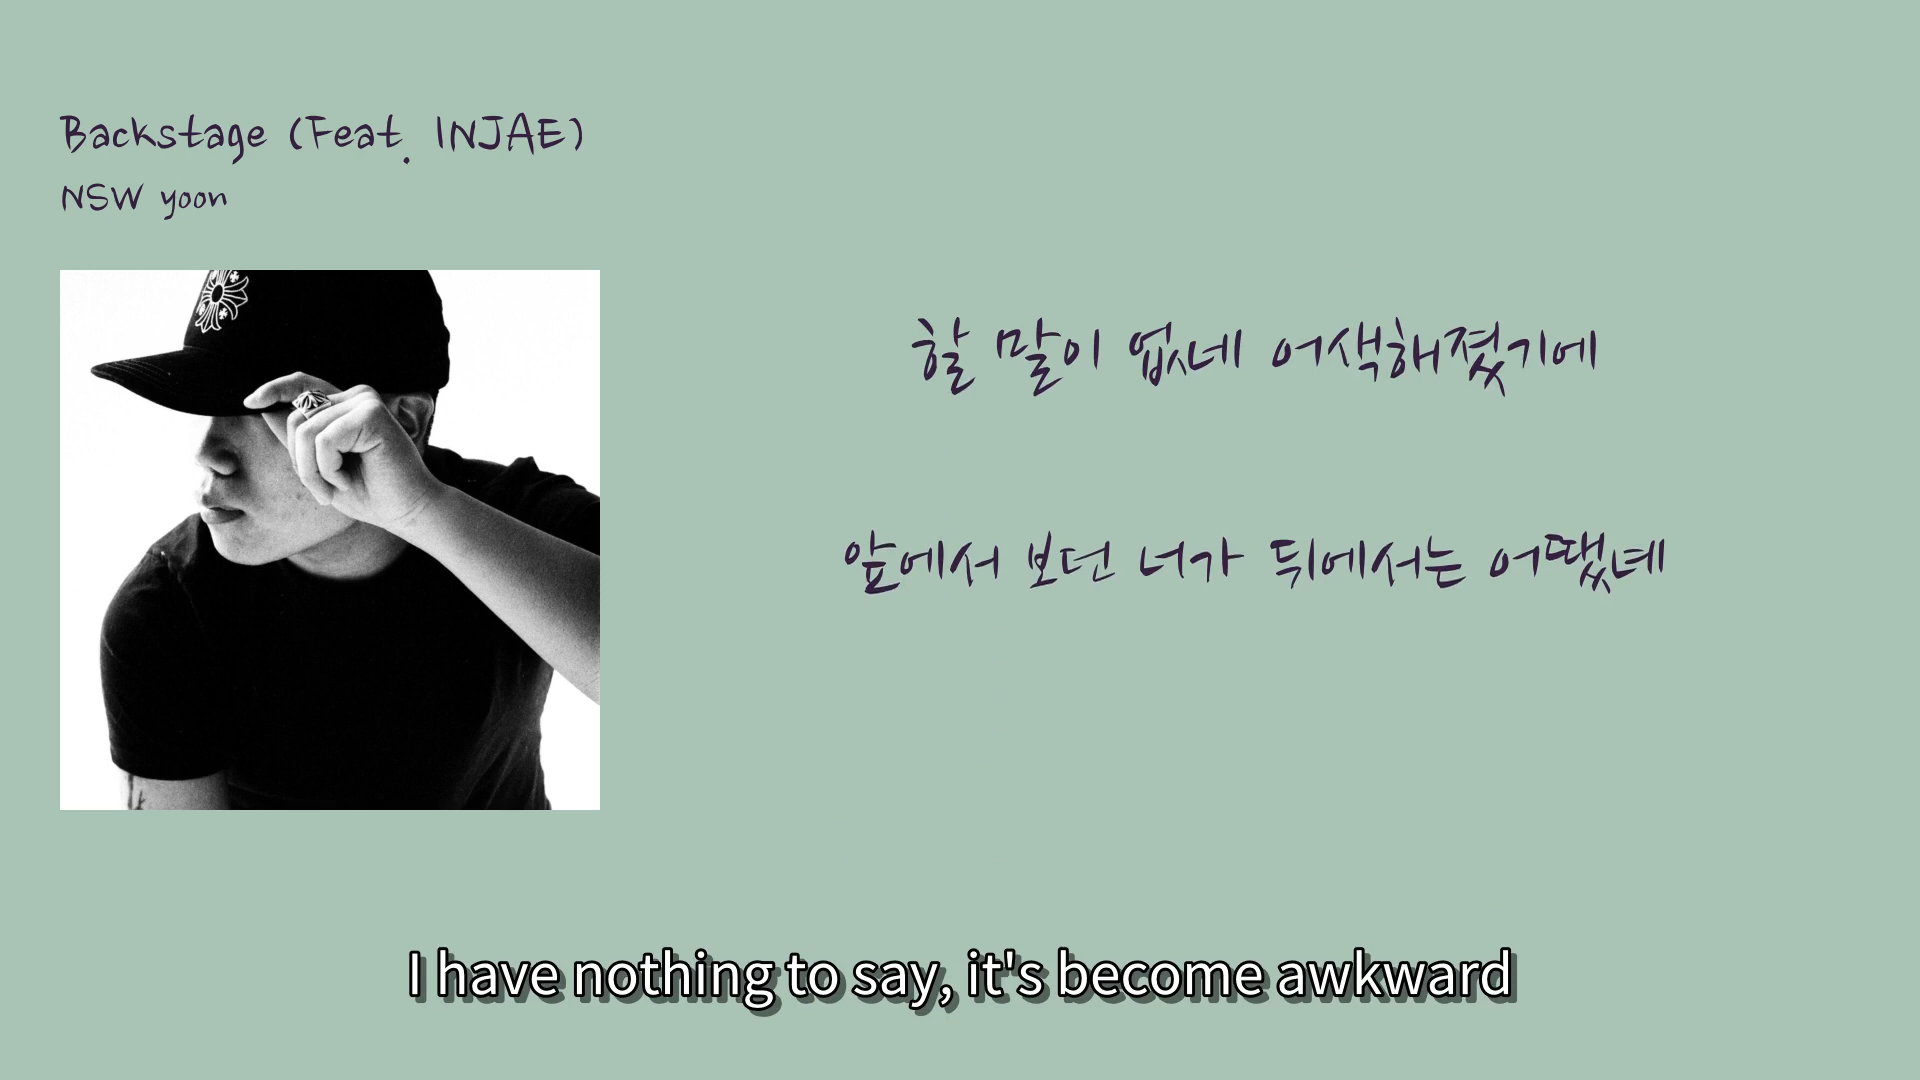 Backstage (Feat. INJAE)
NSW yoon
할 말이 없네 어색해졌기에
앞에서 보던 너가 뒤에서는 어땠녜
I have nothing to say, it's become awkward